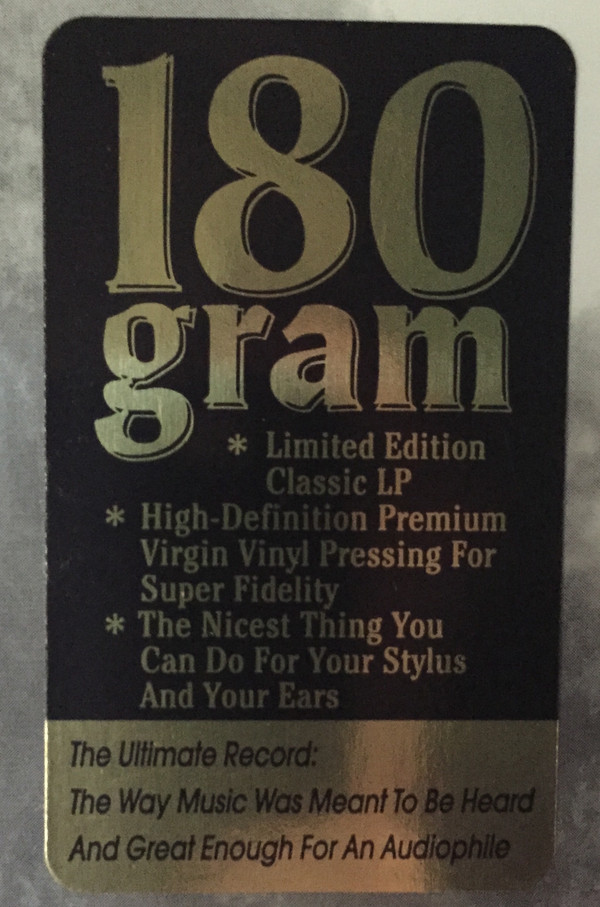 180
gram
* Limited Edition
Classic LP
* High-Definition Premium
Virgin Vinyl Pressing For
Super Fidelity
* The Nicest Thing You
Can Do For Your Stylus
And Your Ears
The Ultimate Record:
The Way Music Was Meant To Be Heard
And Great Enough For An Audiophile